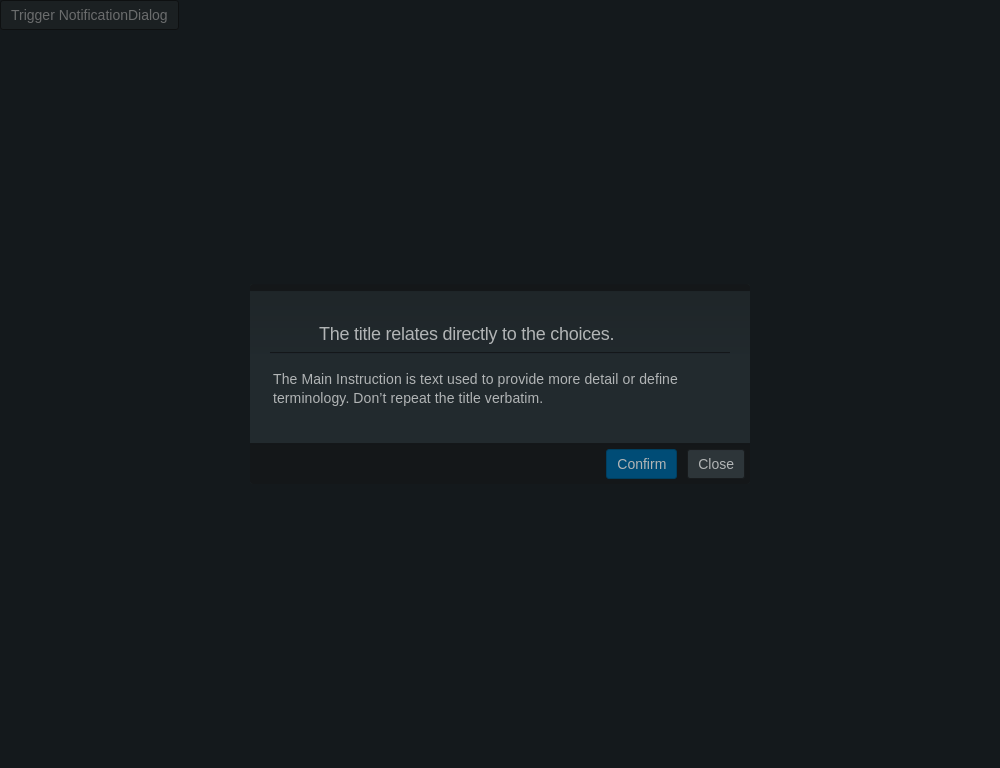 Trigger NotificationDialog
The title relates directly to the choices.
The Main Instruction is text used to provide more detail or define
terminology. Don’t repeat the title verbatim.
Confirm
Close